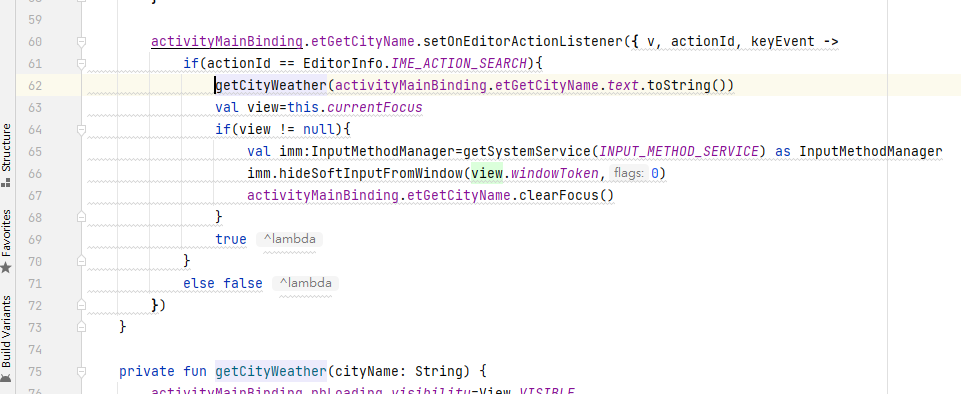 59
60 activityMainBinding.etGetCityName.setOnEditorActionListener({ v, actionId, keyEvent ->
61 if(actionId == EditorInfo.IME_ACTION_SEARCH){
62 getCityWeather(activityMainBinding.etGetCityName.text.toString())
63 val view=this.currentFocus
64 if(view != null){
65 val imm:InputMethodManager=getSystemService(INPUT_METHOD_SERVICE) as InputMethodManager
66 imm.hideSoftInputFromWindow(view.windowToken, flags: 0)
67 activityMainBinding.etGetCityName.clearFocus()
68 }
69 true ^lambda
70 }
71 else false ^lambda
72 })
73 }
74
75 private fun getCityWeather(cityName: String) {
76 activityMainBinding.pbLoading.visibility=View.VISIBLE
Structure
Favorites
Build Variants